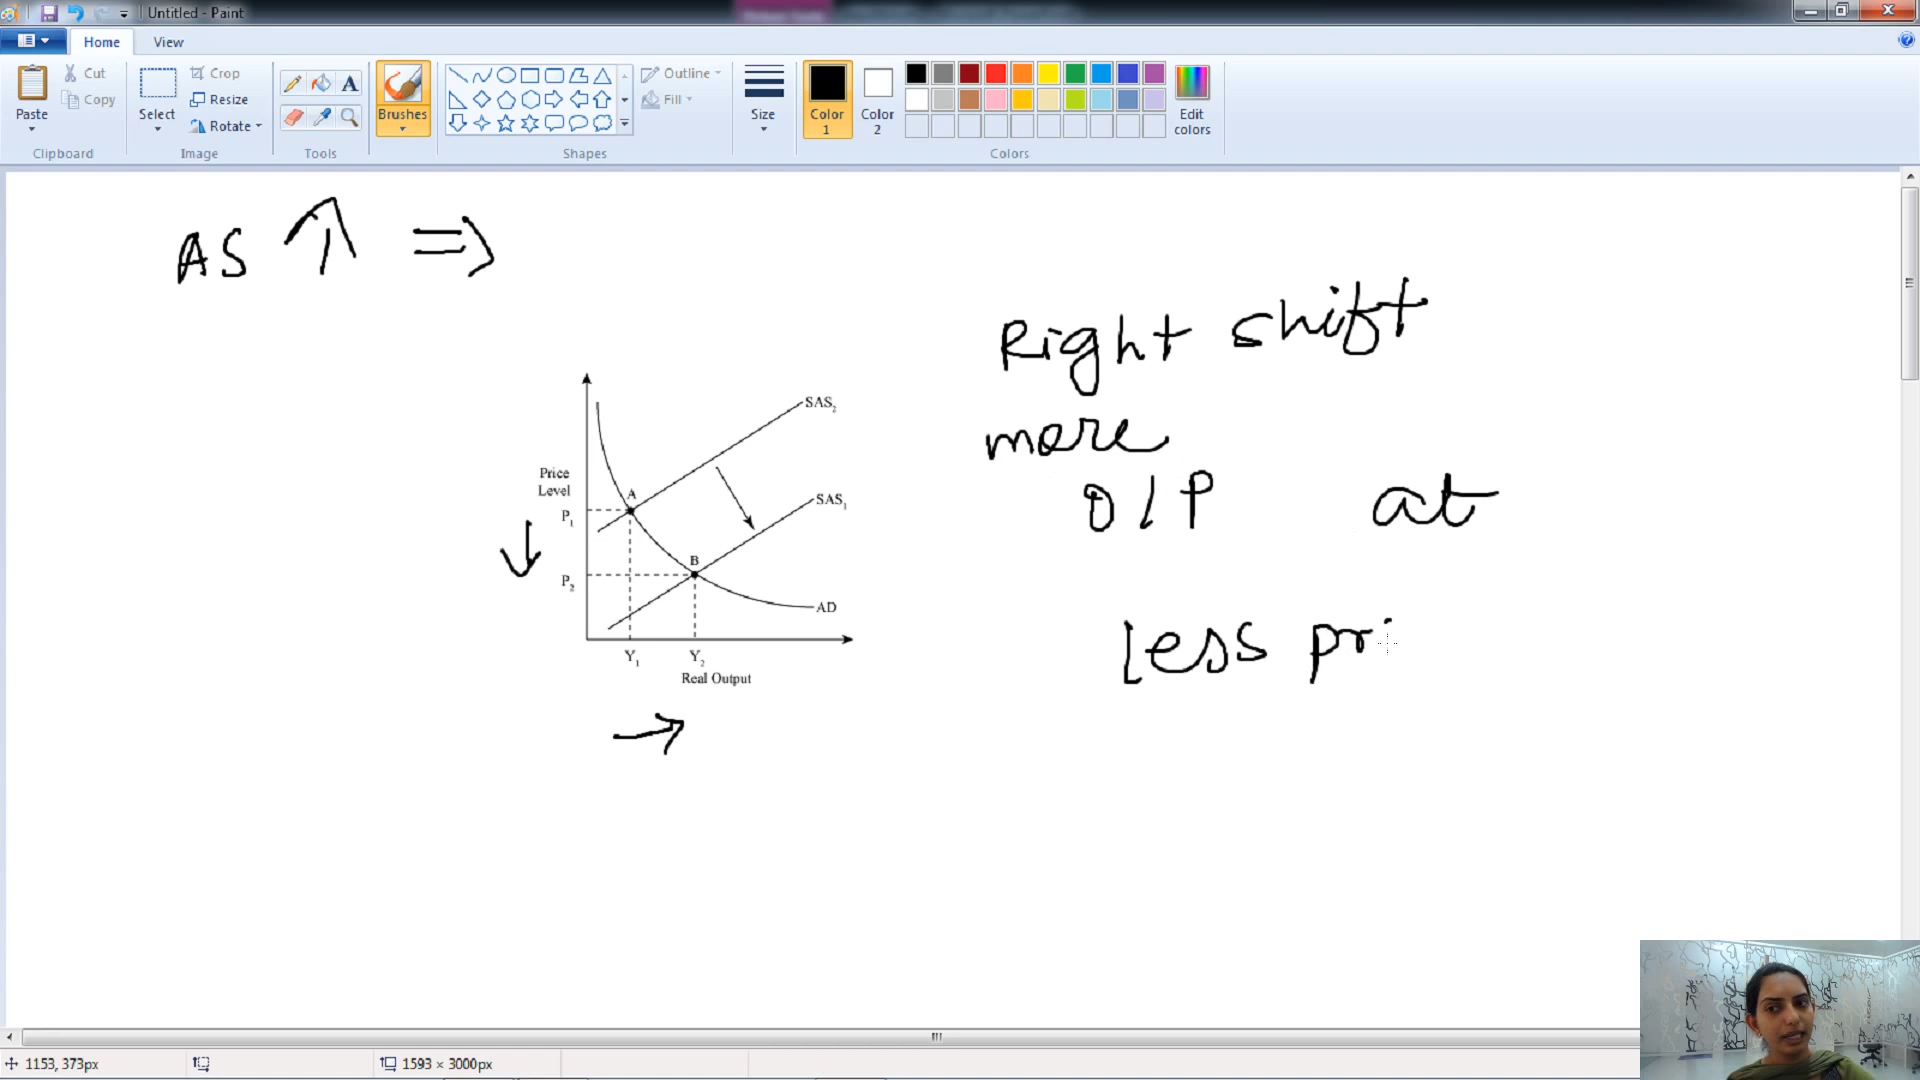 Untitled - Paint
Home View
Paste
Cut
Copy
Clipboard
Select
Crop
Resize
Rotate
Image
A
Tools
Brushes
Outline
Fill
Shapes
Size
Color 1
Color 2
Edit colors
Colors
AS ↑ ⇒
Right shift
more
O/P at
less pri
SAS₂
Price
Level
A
SAS₁
P₁
B
P₂
AD
Y₁ Y₂
Real Output
1153, 373px
1593 × 3000px